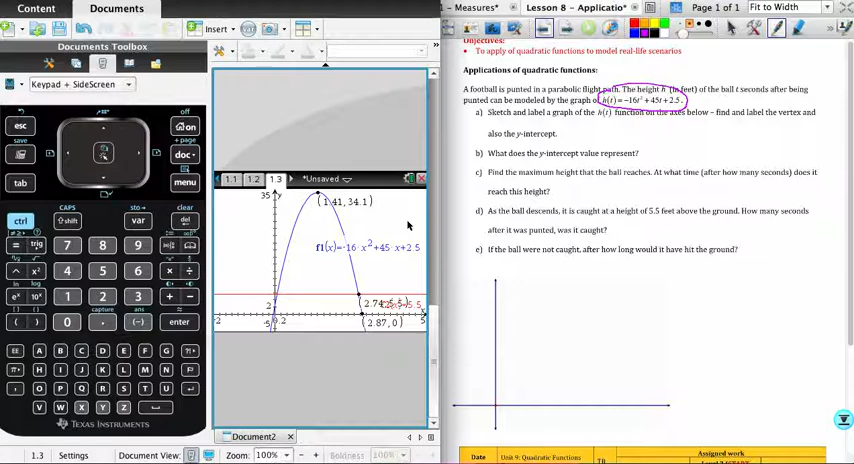 Content
Documents
Insert
Documents Toolbox
Keypad + SideScreen
off
esc
on
save
doc
tab
menu
CAPS
sto→
clear
ctrl
shift
var
del
trig
7
8
9
4
5
6
1
2
3
capture
ans
0
enter
EE
A
B
C
D
E
F
G
H
I
J
K
L
M
N
O
P
Q
R
S
T
U
V
W
X
Y
Z
TEXAS INSTRUMENTS
1.1
1.2
1.3
*Unsaved
35
y
(1.41, 34.1)
f1(x)=-16·x²+45·x+2.5
2
(2.87,0)
-5
0.2
5
Document2
1.3
Settings
Document View:
Zoom:
100%
Boldness:
100%
1 - Measures*
Lesson 8 - Applicatio*
Page 1 of 1
Fit to Width
Objectives:
• To apply of quadratic functions to model real-life scenarios
Applications of quadratic functions:
A football is punted in a parabolic flight path. The height h (in feet) of the ball t seconds after being
punted can be modeled by the graph of h(t) = −16t² + 45t + 2.5.
a) Sketch and label a graph of the h(t) function on the axes below – find and label the vertex and
also the y-intercept.
b) What does the y-intercept value represent?
c) Find the maximum height that the ball reaches. At what time (after how many seconds) does it
reach this height?
d) As the ball descends, it is caught at a height of 5.5 feet above the ground. How many seconds
after it was punted, was it caught?
e) If the ball were not caught, after how long would it have hit the ground?
Date
Unit 9: Quadratic Functions
TB
Assigned work